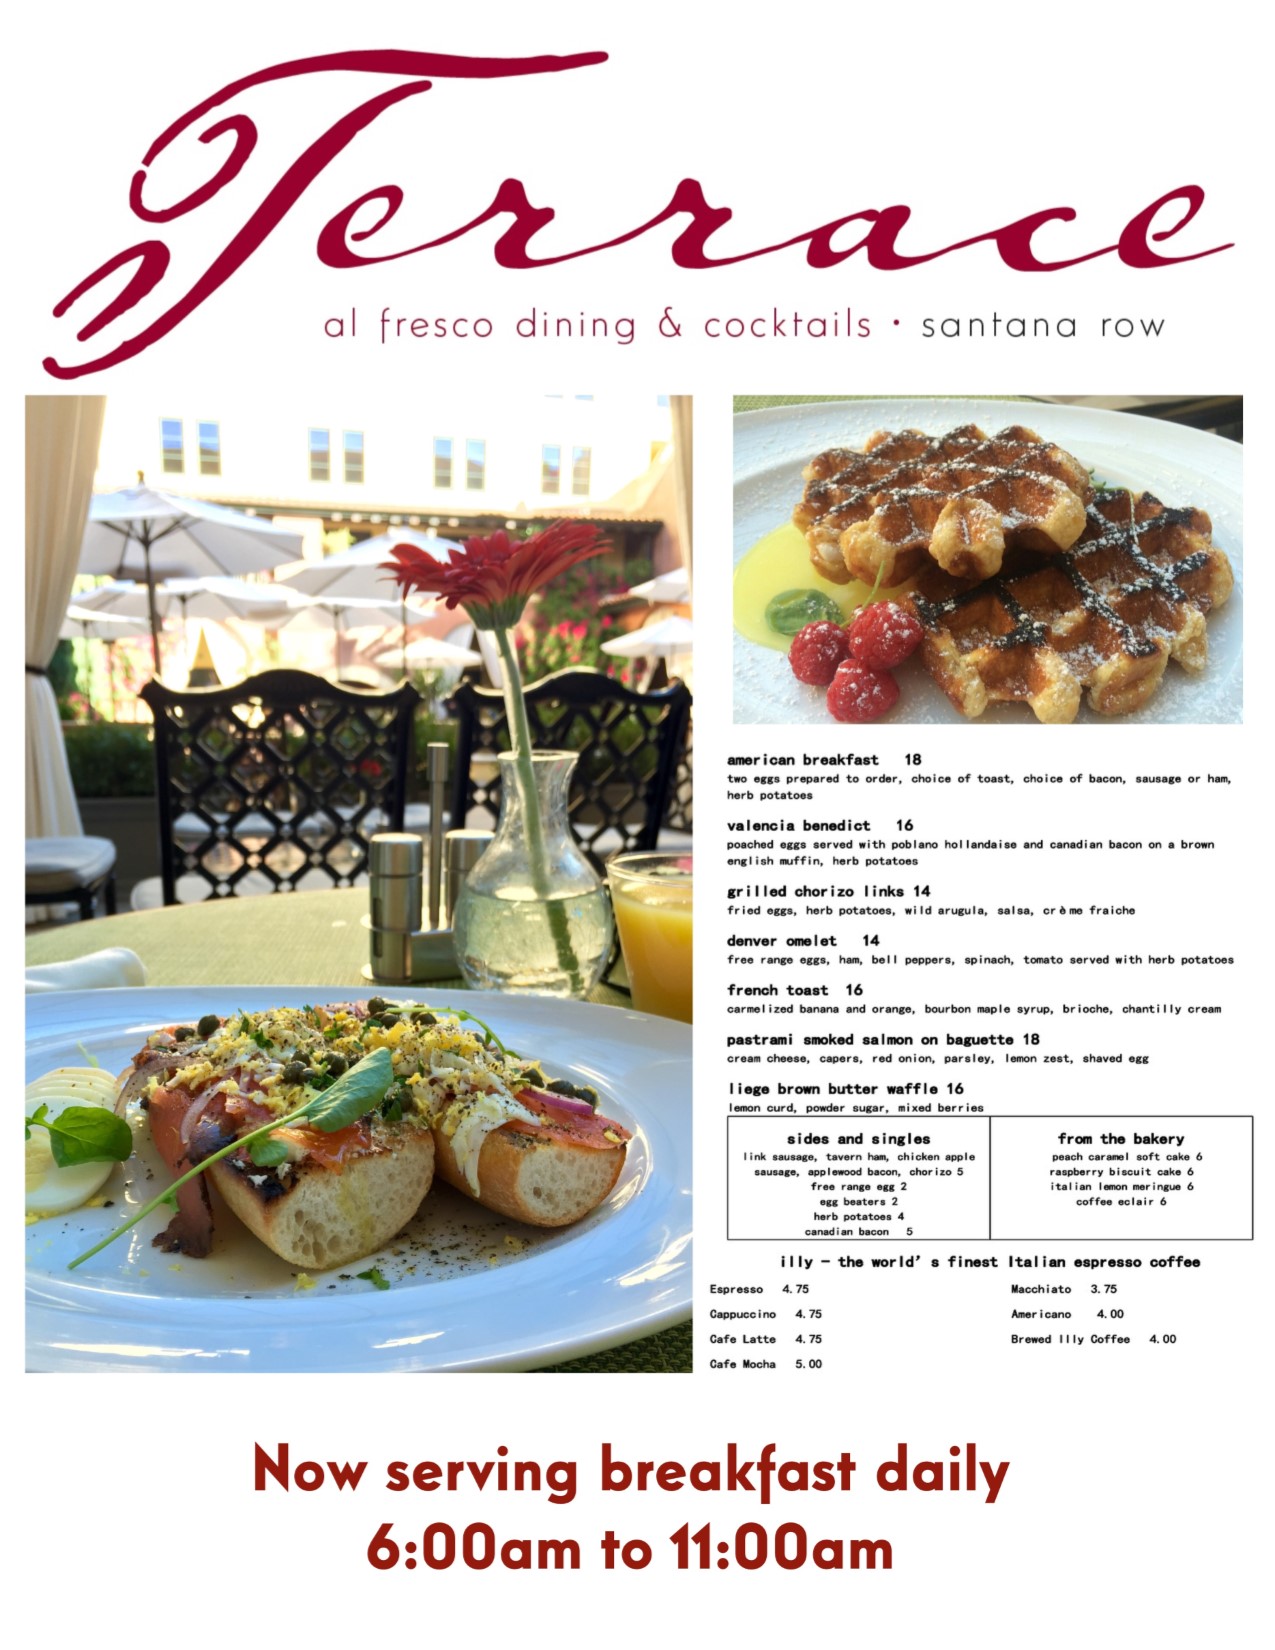 Terrace
al fresco dining & cocktails • santana row
american breakfast 18
two eggs prepared to order, choice of toast, choice of bacon, sausage or ham,
herb potatoes
valencia benedict 16
poached eggs served with poblano hollandaise and canadian bacon on a brown
english muffin, herb potatoes
grilled chorizo links 14
fried eggs, herb potatoes, wild arugula, salsa, crème fraiche
denver omelet 14
free range eggs, ham, bell peppers, spinach, tomato served with herb potatoes
french toast 16
carmelized banana and orange, bourbon maple syrup, brioche, chantilly cream
pastrami smoked salmon on baguette 18
cream cheese, capers, red onion, parsley, lemon zest, shaved egg
liege brown butter waffle 16
lemon curd, powder sugar, mixed berries
sides and singles
link sausage, tavern ham, chicken apple
sausage, applewood bacon, chorizo 5
free range egg 2
egg beaters 2
herb potatoes 4
canadian bacon 5
from the bakery
peach caramel soft cake 6
raspberry biscuit cake 6
italian lemon meringue 6
coffee eclair 6
illy - the world's finest Italian espresso coffee
Espresso 4.75
Cappuccino 4.75
Cafe Latte 4.75
Cafe Mocha 5.00
Macchiato 3.75
Americano 4.00
Brewed Illy Coffee 4.00
Now serving breakfast daily
6:00am to 11:00am